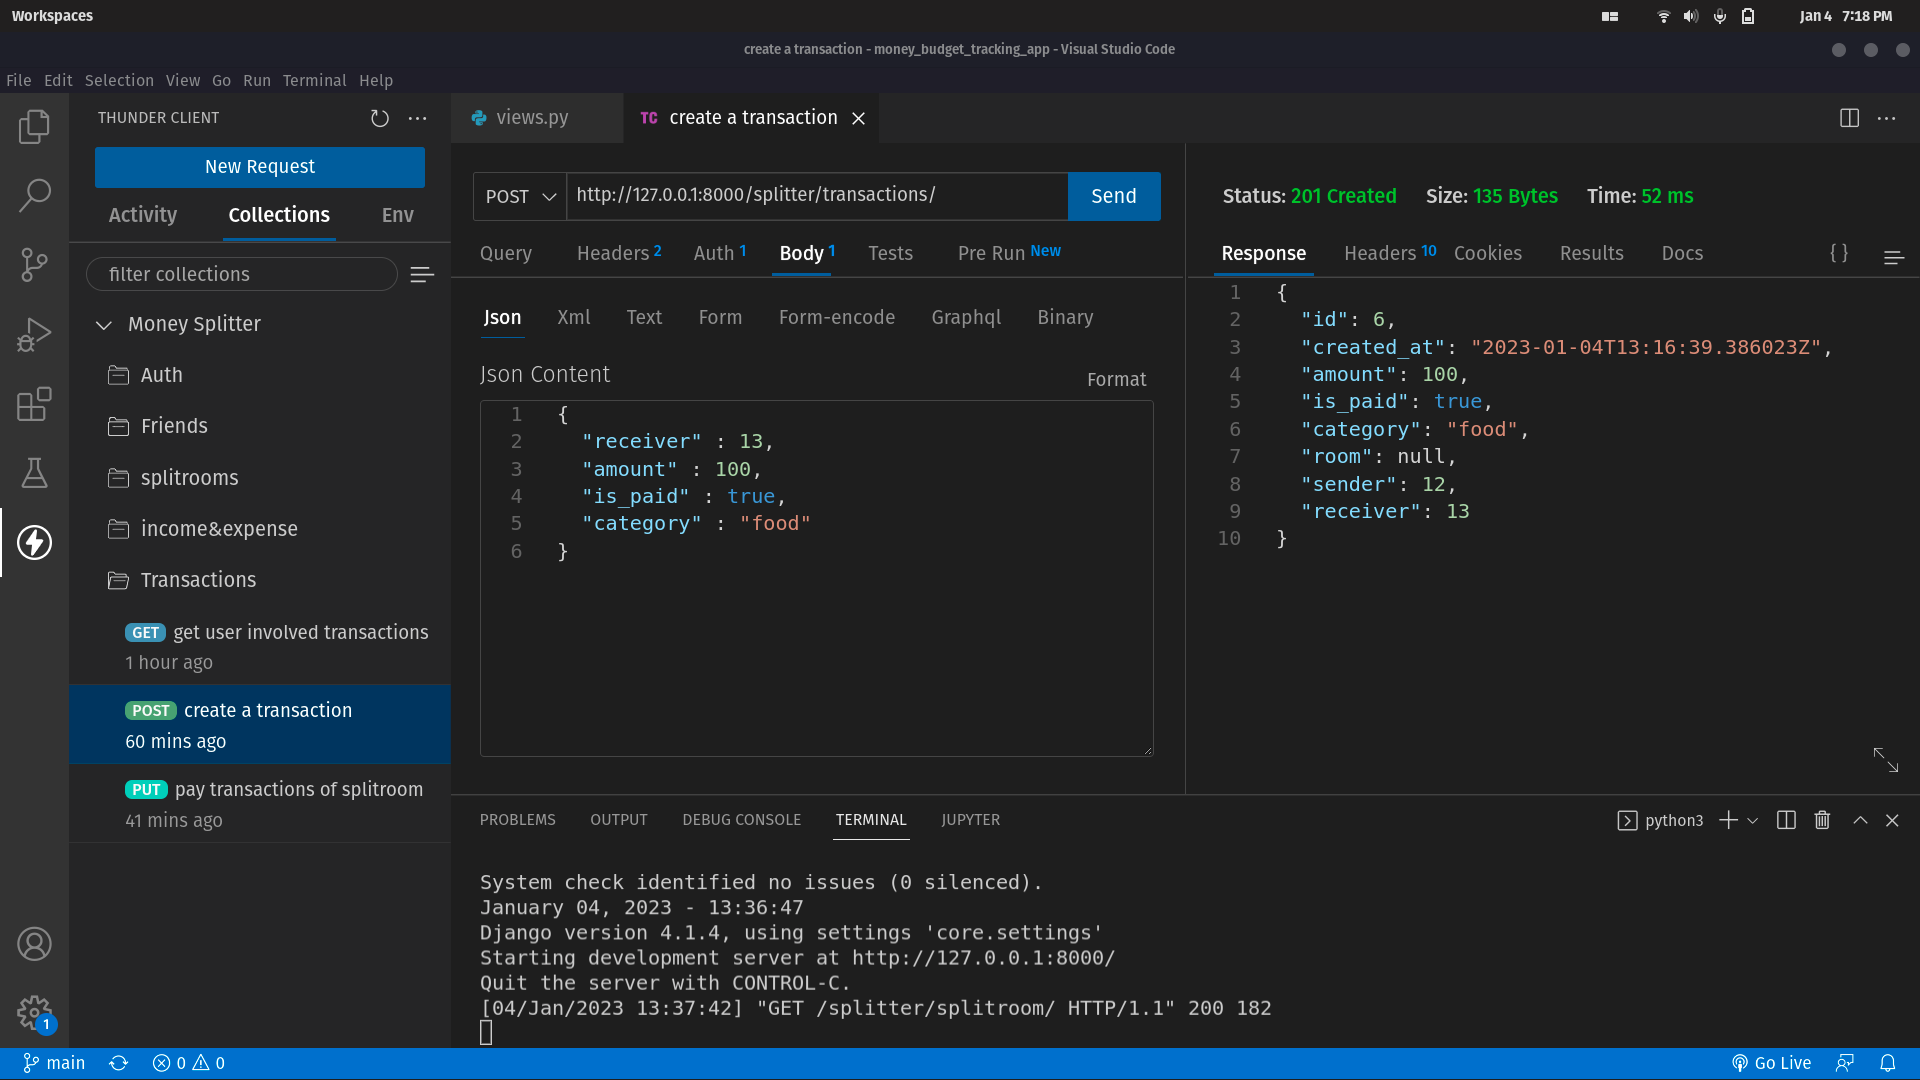 Workspaces
Jan 4 7:18 PM
create a transaction - money_budget_tracking_app - Visual Studio Code
File Edit Selection View Go Run Terminal Help
THUNDER CLIENT
New Request
Activity Collections Env
filter collections
Money Splitter
Auth
Friends
splitrooms
income&expense
Transactions
GET get user involved transactions
1 hour ago
POST create a transaction
60 mins ago
PUT pay transactions of splitroom
41 mins ago
1
views.py
TC create a transaction
POST http://127.0.0.1:8000/splitter/transactions/ Send
Query Headers 2 Auth 1 Body 1 Tests Pre Run New
Json Xml Text Form Form-encode Graphql Binary
Json Content
Format
1 {
2 "receiver" : 13,
3 "amount" : 100,
4 "is_paid" : true,
5 "category" : "food"
6 }
Status: 201 Created Size: 135 Bytes Time: 52 ms
Response Headers 10 Cookies Results Docs { }
1 {
2 "id": 6,
3 "created_at": "2023-01-04T13:16:39.386023Z",
4 "amount": 100,
5 "is_paid": true,
6 "category": "food",
7 "room": null,
8 "sender": 12,
9 "receiver": 13
10 }
PROBLEMS OUTPUT DEBUG CONSOLE TERMINAL JUPYTER
python3
System check identified no issues (0 silenced).
January 04, 2023 - 13:36:47
Django version 4.1.4, using settings 'core.settings'
Starting development server at http://127.0.0.1:8000/
Quit the server with CONTROL-C.
[04/Jan/2023 13:37:42] "GET /splitter/splitroom/ HTTP/1.1" 200 182
main 0 0
Go Live